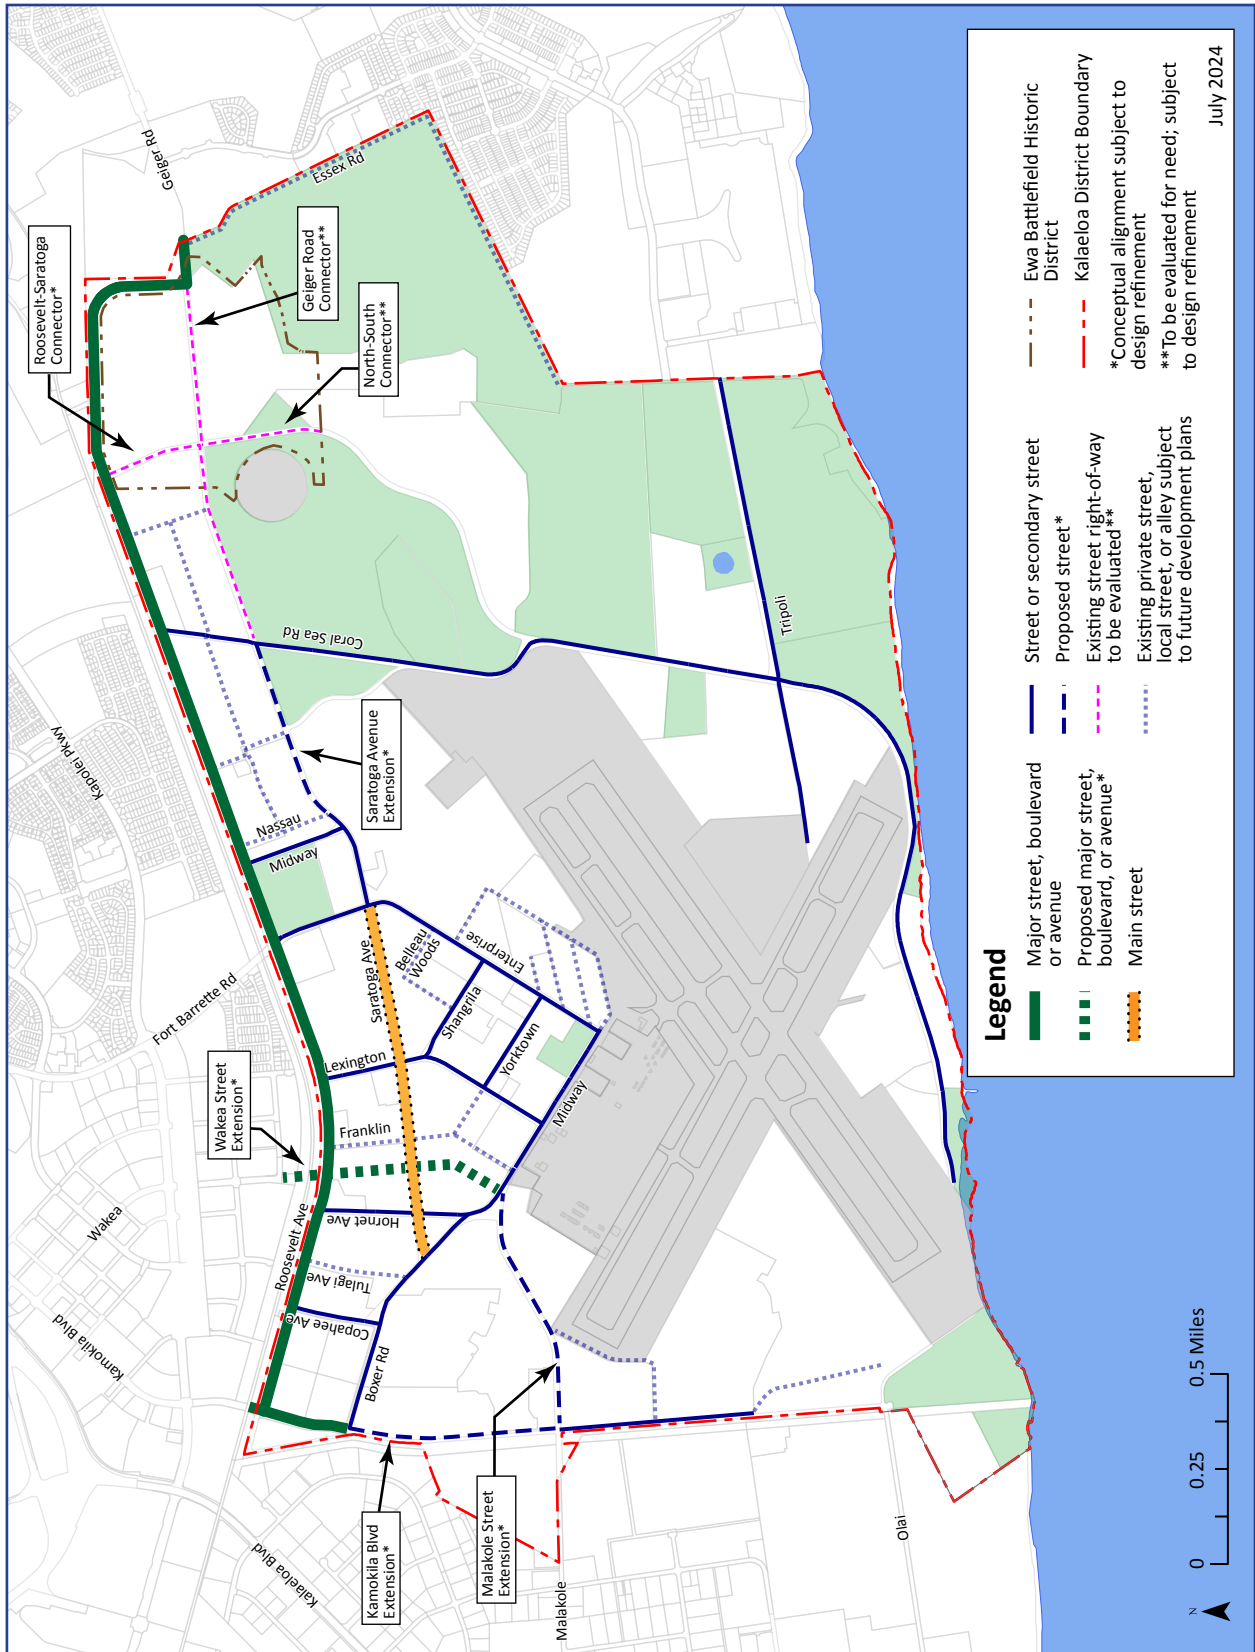 Geiger Rd
Essex Rd
Roosevelt-Saratoga
Connector*
Geiger Road
Connector**
North-South
Connector**
Kapolei Pkwy
Coral Sea Rd
Tripoli
Saratoga Avenue
Extension*
Nassau
Midway
Fort Barrette Rd
Saratoga Ave
Belleau
Woods
Enterprise
Shangrila
Yorktown
Lexington
Midway
Wakea Street
Extension*
Franklin
Wakea
Roosevelt Ave
Hornet Ave
Tulagi Ave
Copahee Ave
Kamokila Blvd
Boxer Rd
Kalaeloa Blvd
Kamokila Blvd
Extension*
Malakole Street
Extension*
Malakole
Olai
Legend
Major street, boulevard
or avenue
Proposed major street,
boulevard, or avenue*
Main street
Street or secondary street
Proposed street*
Existing street right-of-way
to be evaluated**
Existing private street,
local street, or alley subject
to future development plans
Ewa Battlefield Historic
District
Kalaeloa District Boundary
*Conceptual alignment subject to
design refinement
**To be evaluated for need; subject
to design refinement
July 2024
N
0 0.25 0.5 Miles